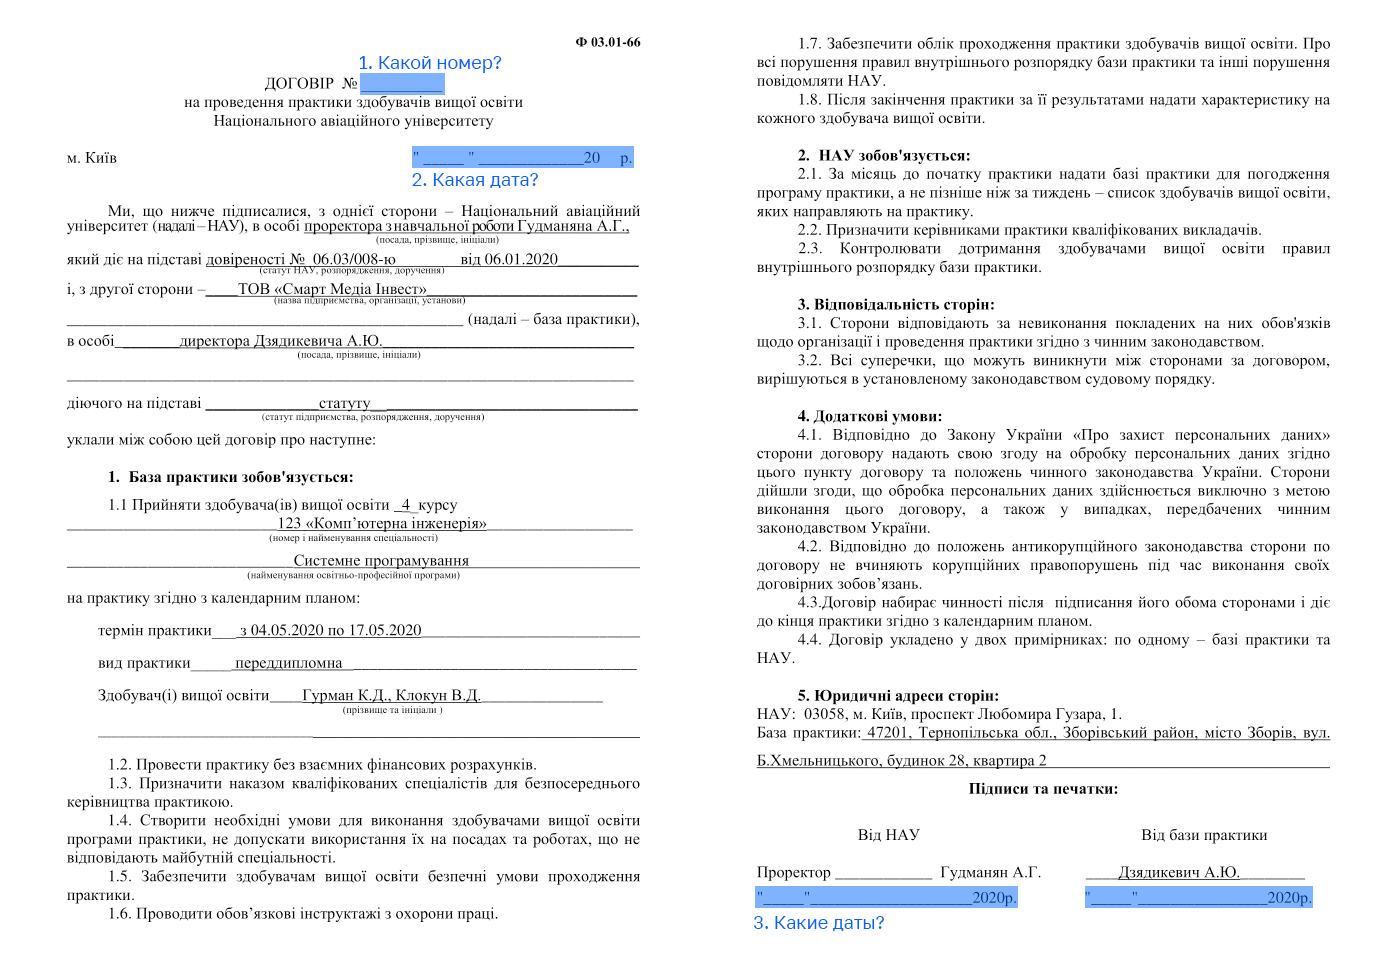 Ф 03.01-66
1. Какой номер?
ДОГОВІР № __________
на проведення практики здобувачів вищої освіти
Національного авіаційного університету
м. Київ " _____ " _____________20 р.
2. Какая дата?
Ми, що нижче підписалися, з однієї сторони – Національний авіаційний
університет (надалі – НАУ), в особі проректора з навчальної роботи Гудманяна А.Г.,
(посада, прізвище, ініціали)
який діє на підставі довіреності № 06.03/008-ю від 06.01.2020__________
(статут НАУ, розпорядження, доручення)
і, з другої сторони –____ТОВ «Смарт Медіа Інвест»__________________________
(назва підприємства, організації, установи)
_________________________________________________ (надалі – база практики),
в особі________директора Дзядикевича А.Ю._______________________________
(посада, прізвище, ініціали)
______________________________________________________________________
діючого на підставі ______________статуту_________________________________
(статут підприємства, розпорядження, доручення)
уклали між собою цей договір про наступне:
1. База практики зобов'язується:
1.1 Прийняти здобувача(ів) вищої освіти _4_курсу
__________________________123 «Комп’ютерна інженерія»__________________
(номер і найменування спеціальності)
____________________________Системне програмування_____________________
(найменування освітньо-професійної програми)
на практику згідно з календарним планом:
термін практики___ з 04.05.2020 по 17.05.2020___________________________
вид практики_____ переддипломна ___________________________________
Здобувач(і) вищої освіти____Гурман К.Д., Клокун В.Д._______________
(прізвище та ініціали )
___________________________________________________________________
1.2. Провести практику без взаємних фінансових розрахунків.
1.3. Призначити наказом кваліфікованих спеціалістів для безпосереднього
керівництва практикою.
1.4. Створити необхідні умови для виконання здобувачами вищої освіти
програми практики, не допускати використання їх на посадах та роботах, що не
відповідають майбутній спеціальності.
1.5. Забезпечити здобувачам вищої освіти безпечні умови проходження
практики.
1.6. Проводити обов’язкові інструктажі з охорони праці.
1.7. Забезпечити облік проходження практики здобувачів вищої освіти. Про
всі порушення правил внутрішнього розпорядку бази практики та інші порушення
повідомляти НАУ.
1.8. Після закінчення практики за її результатами надати характеристику на
кожного здобувача вищої освіти.
2. НАУ зобов'язується:
2.1. За місяць до початку практики надати базі практики для погодження
програму практики, а не пізніше ніж за тиждень – список здобувачів вищої освіти,
яких направляють на практику.
2.2. Призначити керівниками практики кваліфікованих викладачів.
2.3. Контролювати дотримання здобувачами вищої освіти правил
внутрішнього розпорядку бази практики.
3. Відповідальність сторін:
3.1. Сторони відповідають за невиконання покладених на них обов'язків
щодо організації і проведення практики згідно з чинним законодавством.
3.2. Всі суперечки, що можуть виникнути між сторонами за договором,
вирішуються в установленому законодавством судовому порядку.
4. Додаткові умови:
4.1. Відповідно до Закону України «Про захист персональних даних»
сторони договору надають свою згоду на обробку персональних даних згідно
цього пункту договору та положень чинного законодавства України. Сторони
дійшли згоди, що обробка персональних даних здійснюється виключно з метою
виконання цього договору, а також у випадках, передбачених чинним
законодавством України.
4.2. Відповідно до положень антикорупційного законодавства сторони по
договору не вчиняють корупційних правопорушень під час виконання своїх
договірних зобов’язань.
4.3.Договір набирає чинності після підписання його обома сторонами і діє
до кінця практики згідно з календарним планом.
4.4. Договір укладено у двох примірниках: по одному – базі практики та
НАУ.
5. Юридичні адреси сторін:
НАУ: 03058, м. Київ, проспект Любомира Гузара, 1.
База практики: 47201, Тернопільська обл., Зборівський район, місто Зборів, вул.
Б.Хмельницького, будинок 28, квартира 2
Підписи та печатки:
Від НАУ Від бази практики
Проректор ____________ Гудманян А.Г. ____Дзядикевич А.Ю.________
"_____"____________________2020р. "_____"________________2020р.
3. Какие даты?